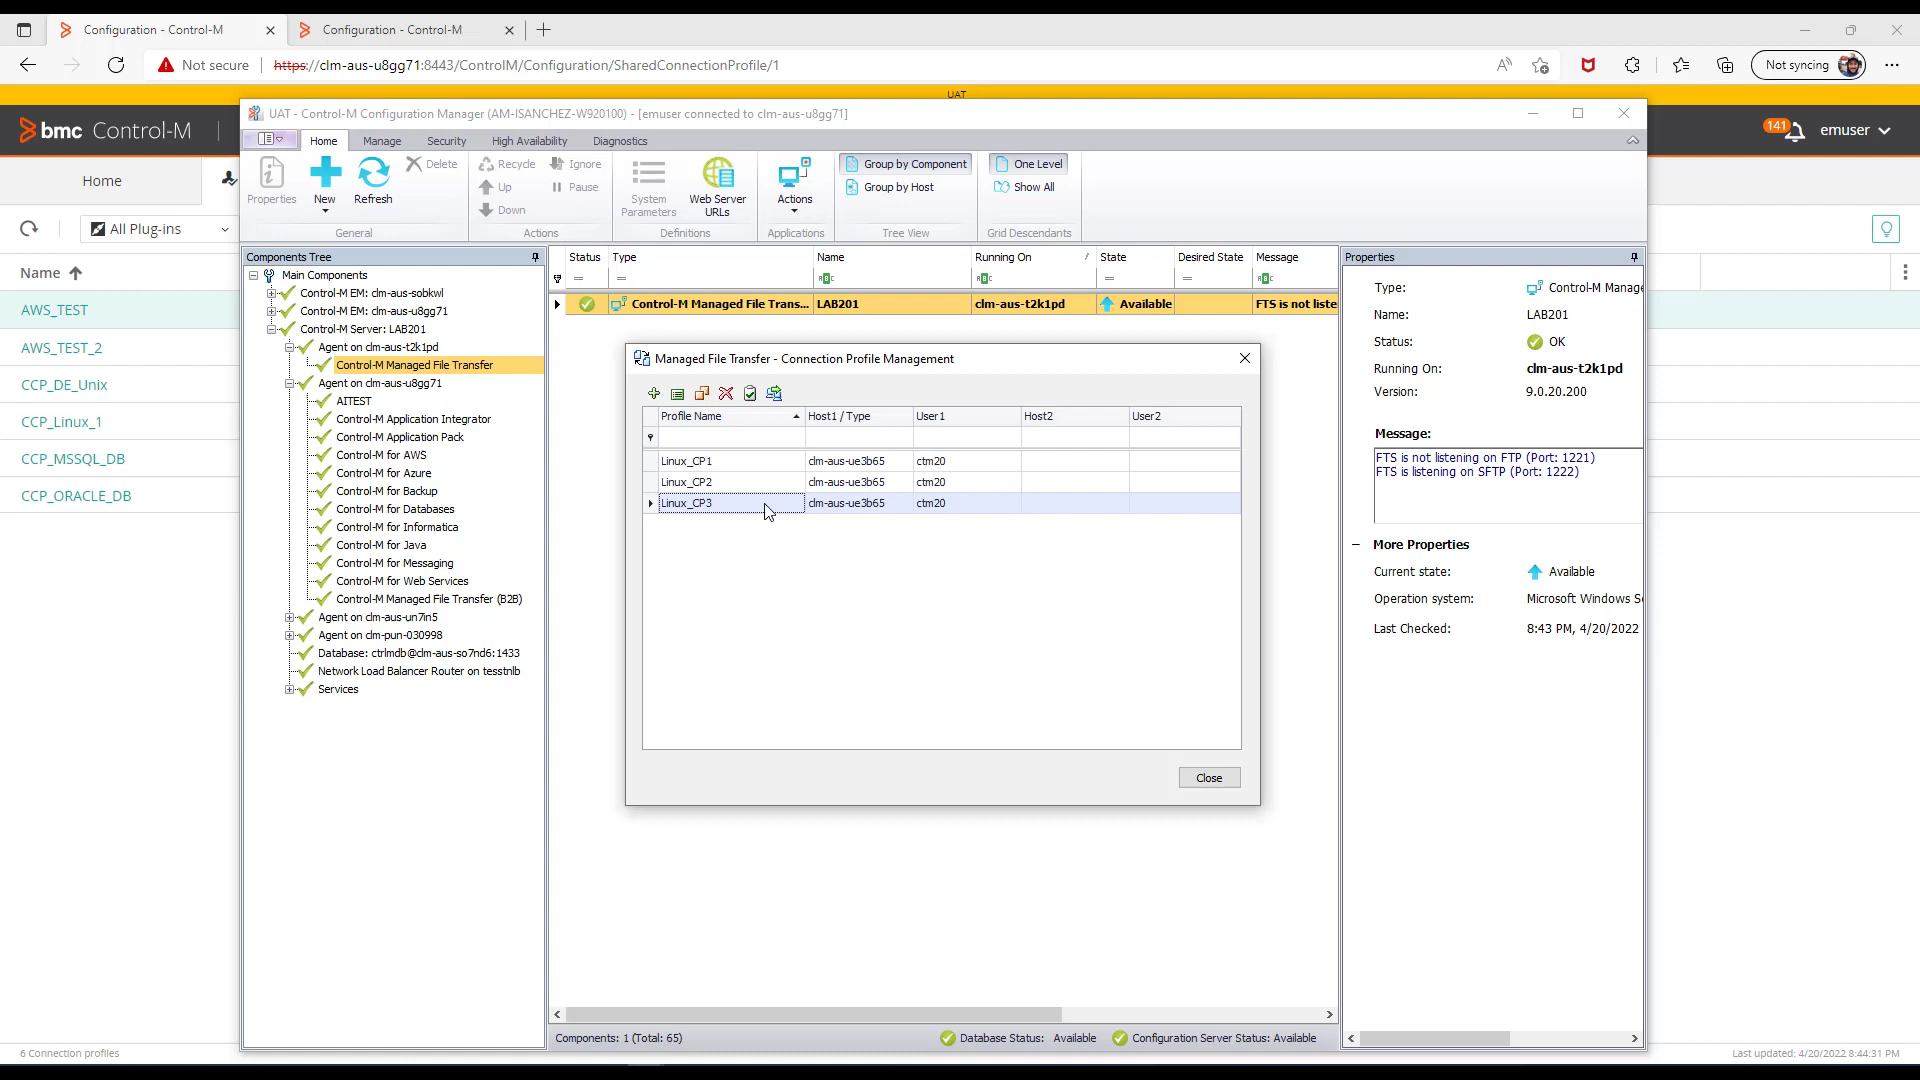 Configuration - Control-M
Configuration - Control-M
Not secure
https://clm-aus-u8gg71:8443/ControlM/Configuration/SharedConnectionProfile/1
Not syncing
UAT
bmc Control-M
UAT - Control-M Configuration Manager (AM-ISANCHEZ-W920100) - [emuser connected to clm-aus-u8gg71]
141
emuser
Home
Manage
Security
High Availability
Diagnostics
Home
Properties
New
Refresh
Delete
General
Recycle
Ignore
Up
Pause
Down
Actions
System Parameters
Web Server URLs
Definitions
Actions
Applications
Group by Component
Group by Host
Tree View
One Level
Show All
Grid Descendants
All Plug-ins
Name
AWS_TEST
AWS_TEST_2
CCP_DE_Unix
CCP_Linux_1
CCP_MSSQL_DB
CCP_ORACLE_DB
6 Connection profiles
Components Tree
Main Components
Control-M EM: clm-aus-sobkwl
Control-M EM: clm-aus-u8gg71
Control-M Server: LAB201
Agent on clm-aus-t2k1pd
Control-M Managed File Transfer
Agent on clm-aus-u8gg71
AITEST
Control-M Application Integrator
Control-M Application Pack
Control-M for AWS
Control-M for Azure
Control-M for Backup
Control-M for Databases
Control-M for Informatica
Control-M for Java
Control-M for Messaging
Control-M for Web Services
Control-M Managed File Transfer (B2B)
Agent on clm-aus-un7in5
Agent on clm-pun-030998
Database: ctrlmdb@clm-aus-so7nd6:1433
Network Load Balancer Router on tesstnlb
Services
Status Type Name Running On State Desired State Message
Control-M Managed File Trans... LAB201 clm-aus-t2k1pd Available FTS is not liste
Managed File Transfer - Connection Profile Management
Profile Name Host1 / Type User1 Host2 User2
Linux_CP1 clm-aus-ue3b65 ctm20
Linux_CP2 clm-aus-ue3b65 ctm20
Linux_CP3 clm-aus-ue3b65 ctm20
Close
Components: 1 (Total: 65)
Database Status: Available
Configuration Server Status: Available
Properties
Type: Control-M Manage
Name: LAB201
Status: OK
Running On: clm-aus-t2k1pd
Version: 9.0.20.200
Message:
FTS is not listening on FTP (Port: 1221)
FTS is listening on SFTP (Port: 1222)
More Properties
Current state: Available
Operation system: Microsoft Windows S
Last Checked: 8:43 PM, 4/20/2022
Last updated: 4/20/2022 8:44:31 PM